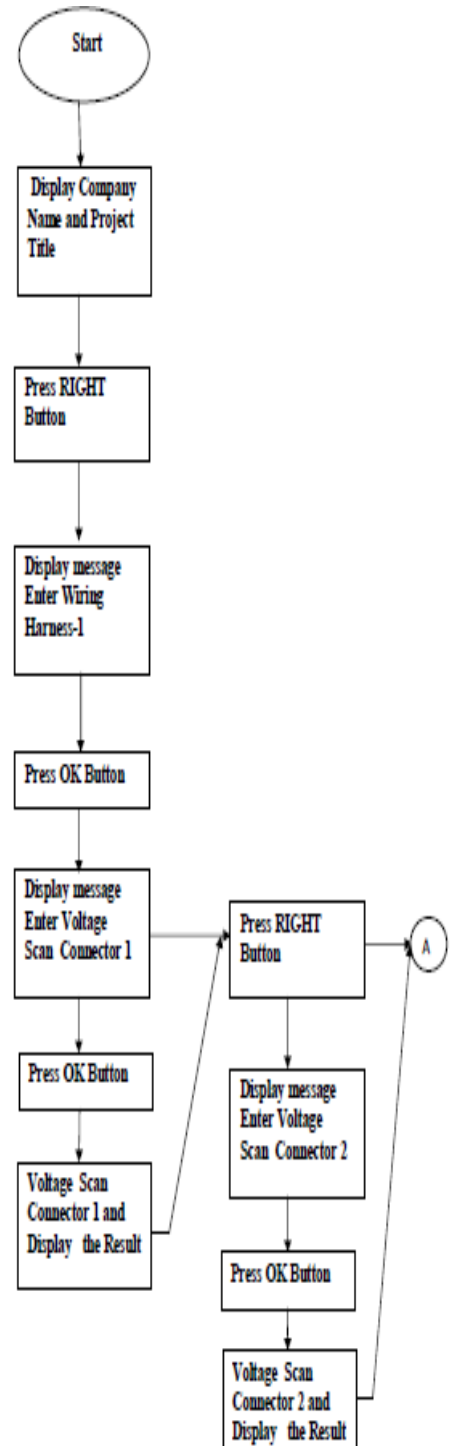 Start
Display Company
Name and Project
Title
Press RIGHT
Button
Display message
Enter Wiring
Harness-1
Press OK Button
Display message
Enter Voltage
Scan Connector 1
Press OK Button
Voltage Scan
Connector 1 and
Display the Result
Press RIGHT
Button
A
Display message
Enter Voltage
Scan Connector 2
Press OK Button
Voltage Scan
Connector 2 and
Display the Result